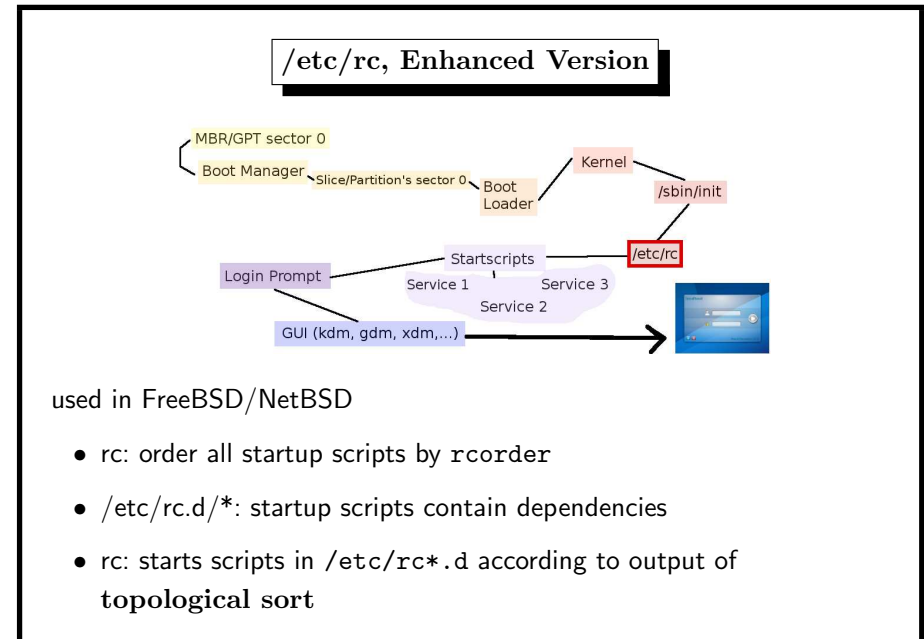 /etc/rc, Enhanced Version
MBR/GPT sector 0
Boot Manager
Slice/Partition's sector 0
Boot
Loader
Kernel
/sbin/init
/etc/rc
Startscripts
Service 1
Service 2
Service 3
Login Prompt
GUI (kdm, gdm, xdm,...)
used in FreeBSD/NetBSD
• rc: order all startup scripts by rcorder
• /etc/rc.d/*: startup scripts contain dependencies
• rc: starts scripts in /etc/rc*.d according to output of
topological sort